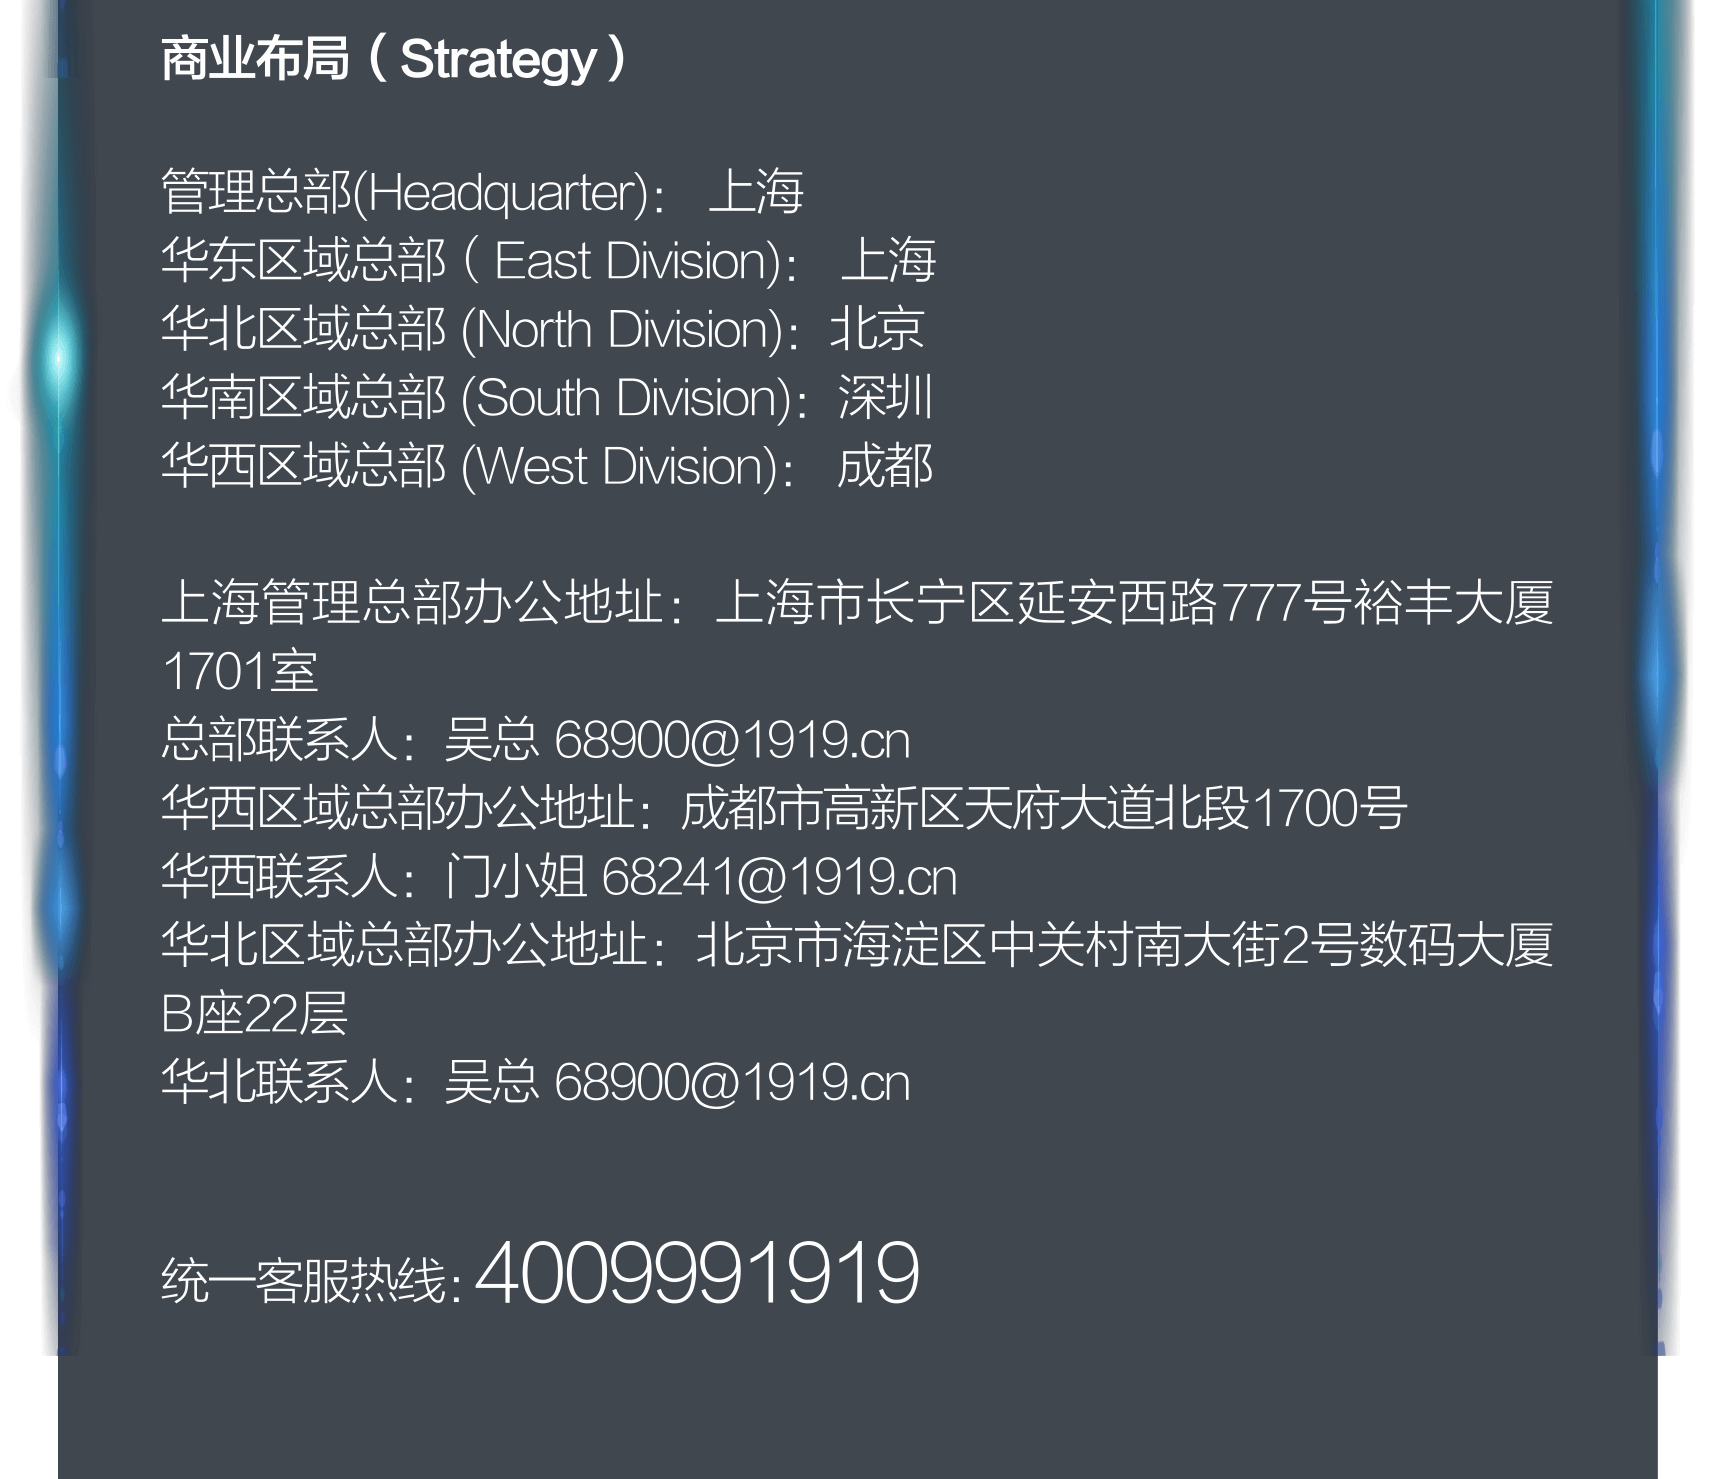 商业布局（Strategy）
管理总部(Headquarter)： 上海
华东区域总部（ East Division)： 上海
华北区域总部 (North Division)：北京
华南区域总部 (South Division)：深圳
华西区域总部 (West Division)： 成都
上海管理总部办公地址：上海市长宁区延安西路777号裕丰大厦
1701室
总部联系人：吴总 68900@1919.cn
华西区域总部办公地址：成都市高新区天府大道北段1700号
华西联系人：门小姐 68241@1919.cn
华北区域总部办公地址：北京市海淀区中关村南大街2号数码大厦
B座22层
华北联系人：吴总 68900@1919.cn
统一客服热线：4009991919